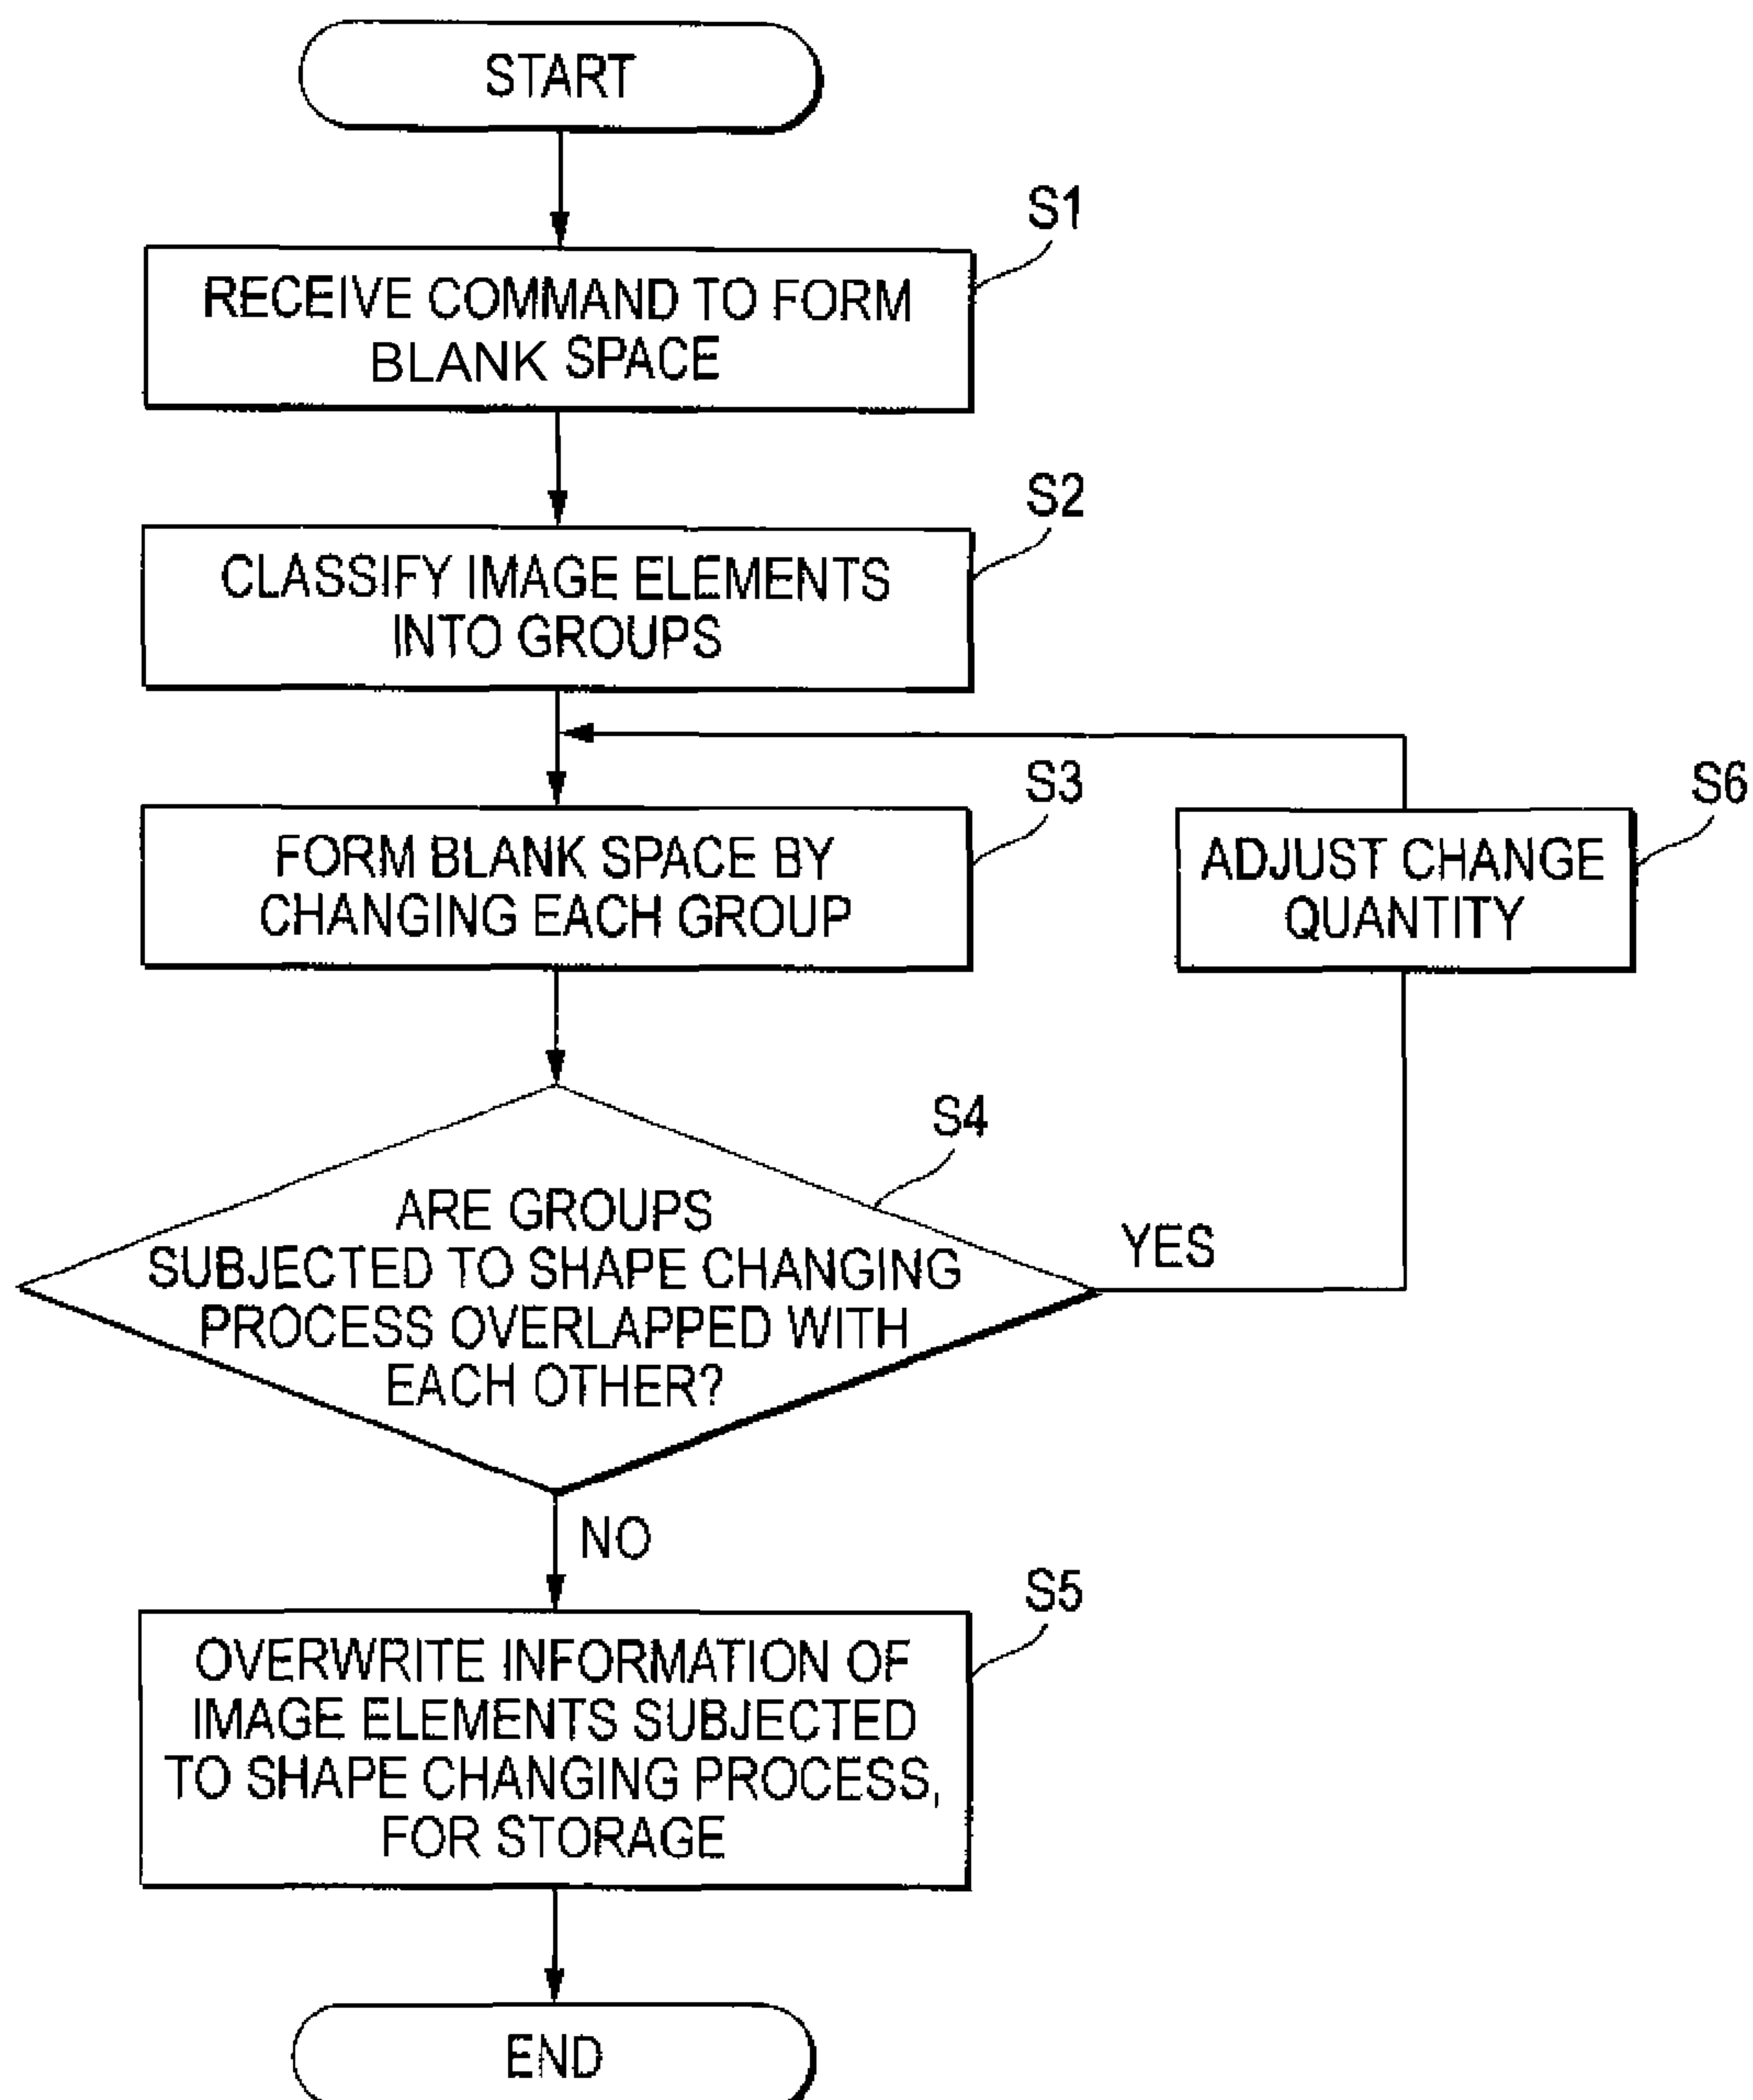 START
S1
RECEIVE COMMAND TO FORM
BLANK SPACE
S2
CLASSIFY IMAGE ELEMENTS
INTO GROUPS
S3
FORM BLANK SPACE BY
CHANGING EACH GROUP
S6
ADJUST CHANGE
QUANTITY
S4
ARE GROUPS
SUBJECTED TO SHAPE CHANGING
PROCESS OVERLAPPED WITH
EACH OTHER?
YES
NO
S5
OVERWRITE INFORMATION OF
IMAGE ELEMENTS SUBJECTED
TO SHAPE CHANGING PROCESS,
FOR STORAGE
END